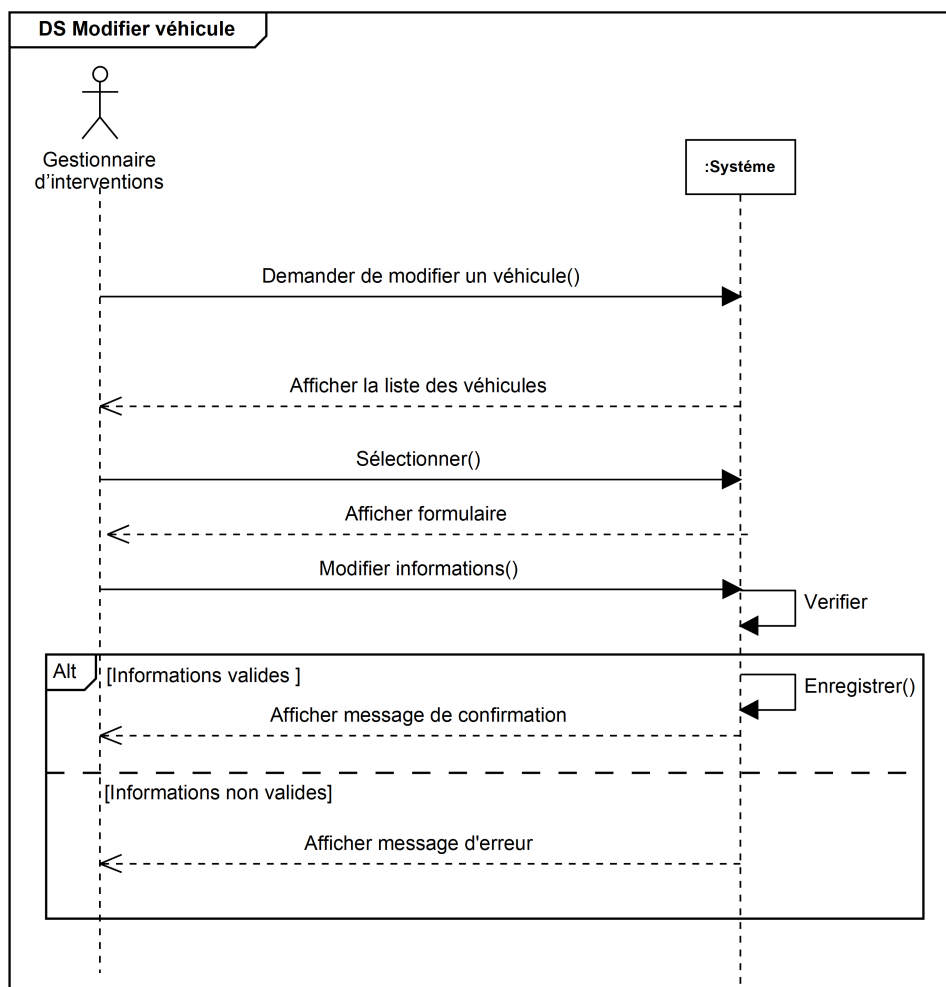 DS Modifier véhicule
Gestionnaire
d'interventions
:Systéme
Demander de modifier un véhicule()
Afficher la liste des véhicules
Sélectionner()
Afficher formulaire
Modifier informations()
Verifier
Alt
[Informations valides ]
Enregistrer()
Afficher message de confirmation
[Informations non valides]
Afficher message d'erreur